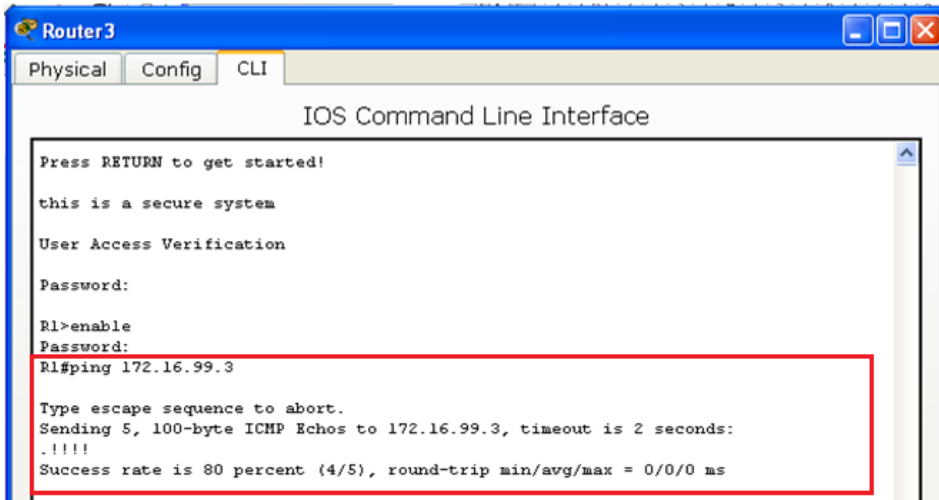 Router3
Physical Config CLI
IOS Command Line Interface
Press RETURN to get started!
this is a secure system
User Access Verification
Password:
R1>enable
Password:
R1#ping 172.16.99.3
Type escape sequence to abort.
Sending 5, 100-byte ICMP Echos to 172.16.99.3, timeout is 2 seconds:
.!!!!
Success rate is 80 percent (4/5), round-trip min/avg/max = 0/0/0 ms